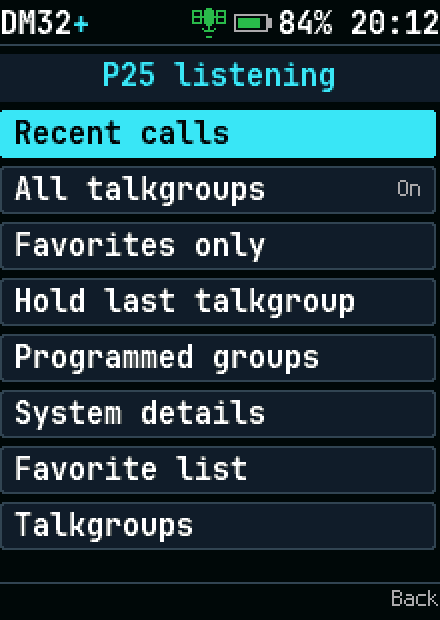 DM32+ 84% 20:12
P25 listening
Recent calls
All talkgroups On
Favorites only
Hold last talkgroup
Programmed groups
System details
Favorite list
Talkgroups
Back